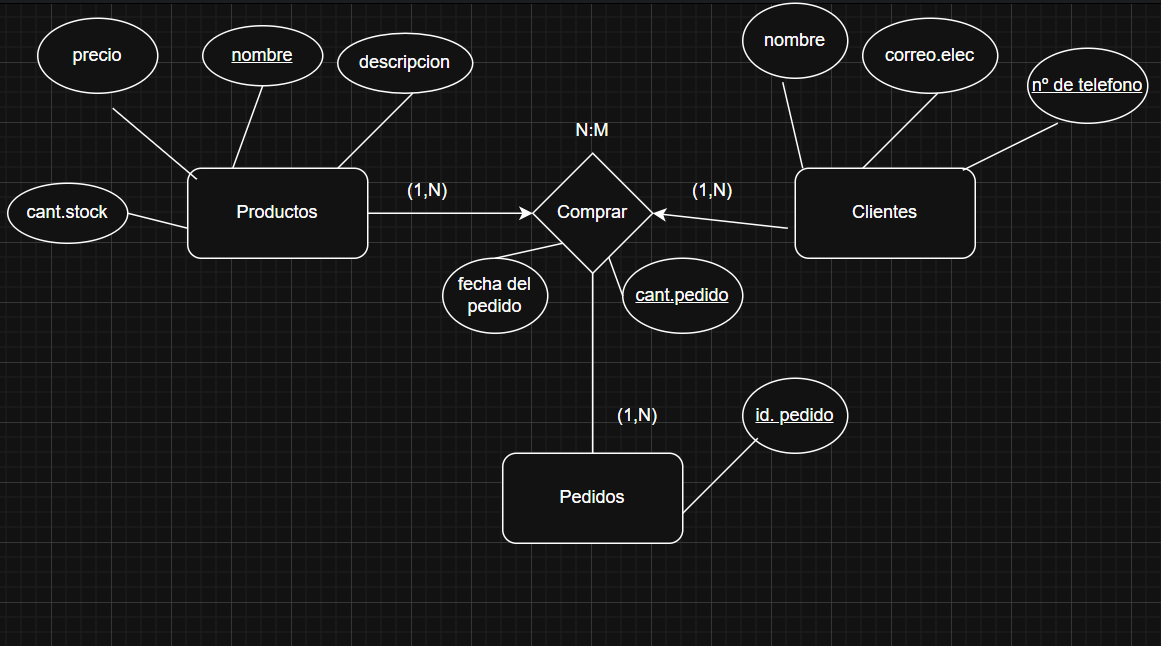 precio
nombre
descripcion
nombre
correo.elec
nº de telefono
N:M
cant.stock
Productos
(1,N)
Comprar
(1,N)
Clientes
fecha del
pedido
cant.pedido
(1,N)
id. pedido
Pedidos